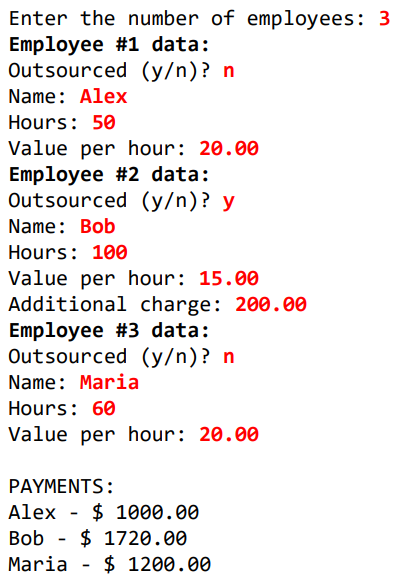 Enter the number of employees: 3
Employee #1 data:
Outsourced (y/n)? n
Name: Alex
Hours: 50
Value per hour: 20.00
Employee #2 data:
Outsourced (y/n)? y
Name: Bob
Hours: 100
Value per hour: 15.00
Additional charge: 200.00
Employee #3 data:
Outsourced (y/n)? n
Name: Maria
Hours: 60
Value per hour: 20.00

PAYMENTS:
Alex - $ 1000.00
Bob - $ 1720.00
Maria - $ 1200.00